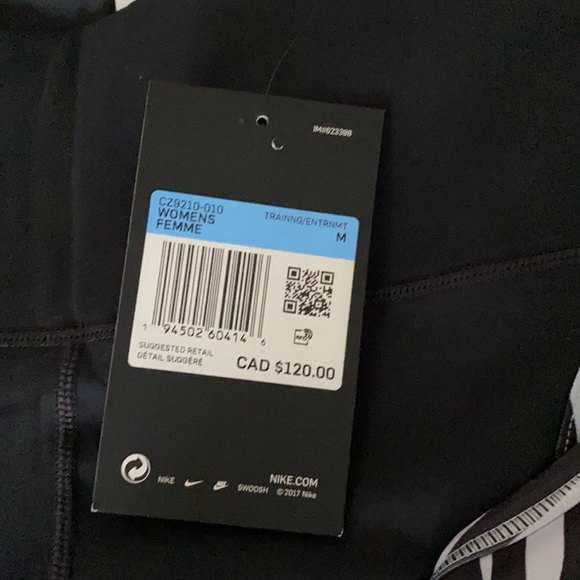 IM#623398
CZ9210-010
WOMENS
FEMME
TRAINNG/ENTRNMT
M
1 94502 60414 6
SUGGESTED RETAIL
DÉTAIL SUGGÉRÉ
CAD $120.00
NIKE SWOOSH
NIKE.COM
© 2017 Nike